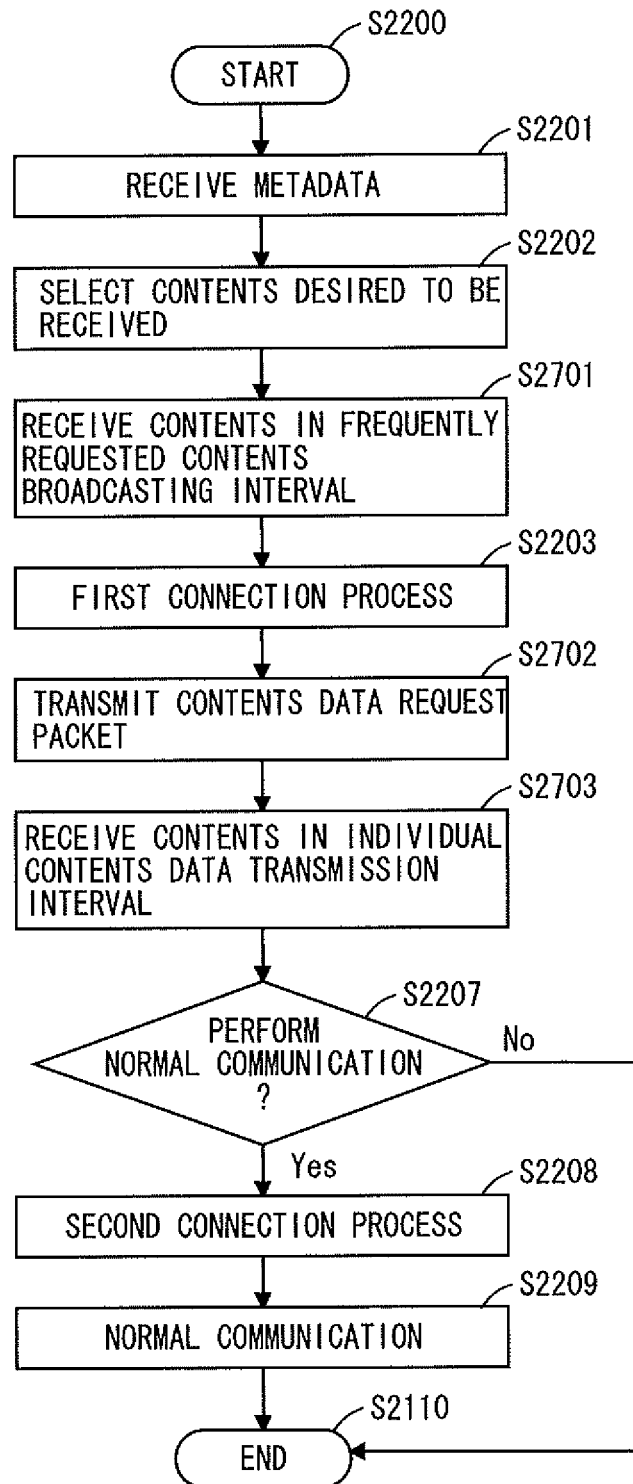 S2200
START
S2201
RECEIVE METADATA
S2202
SELECT CONTENTS DESIRED TO BE
RECEIVED
S2701
RECEIVE CONTENTS IN FREQUENTLY
REQUESTED CONTENTS
BROADCASTING INTERVAL
S2203
FIRST CONNECTION PROCESS
S2702
TRANSMIT CONTENTS DATA REQUEST
PACKET
S2703
RECEIVE CONTENTS IN INDIVIDUAL
CONTENTS DATA TRANSMISSION
INTERVAL
S2207
PERFORM
NORMAL COMMUNICATION
?
No
Yes
S2208
SECOND CONNECTION PROCESS
S2209
NORMAL COMMUNICATION
S2110
END